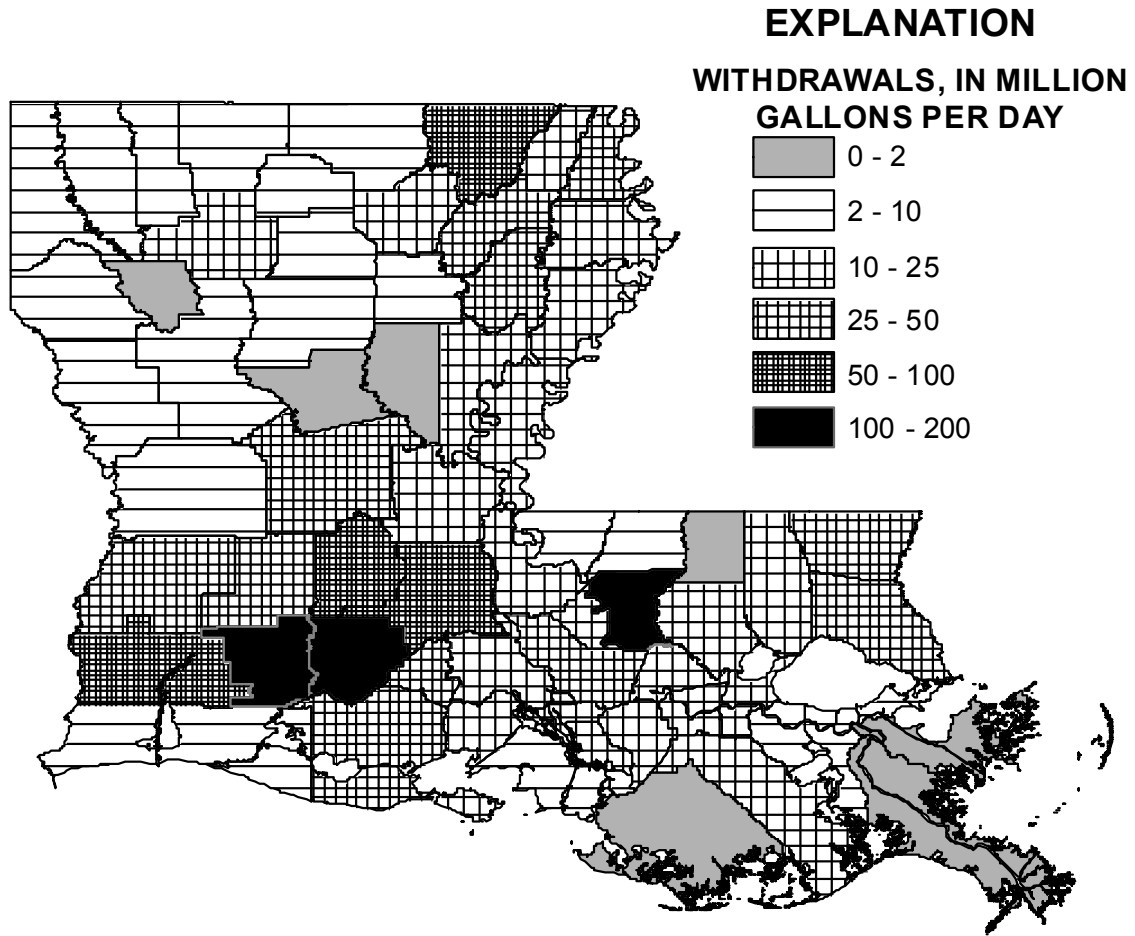 EXPLANATION
WITHDRAWALS, IN MILLION
GALLONS PER DAY
0 - 2
2 - 10
10 - 25
25 - 50
50 - 100
100 - 200